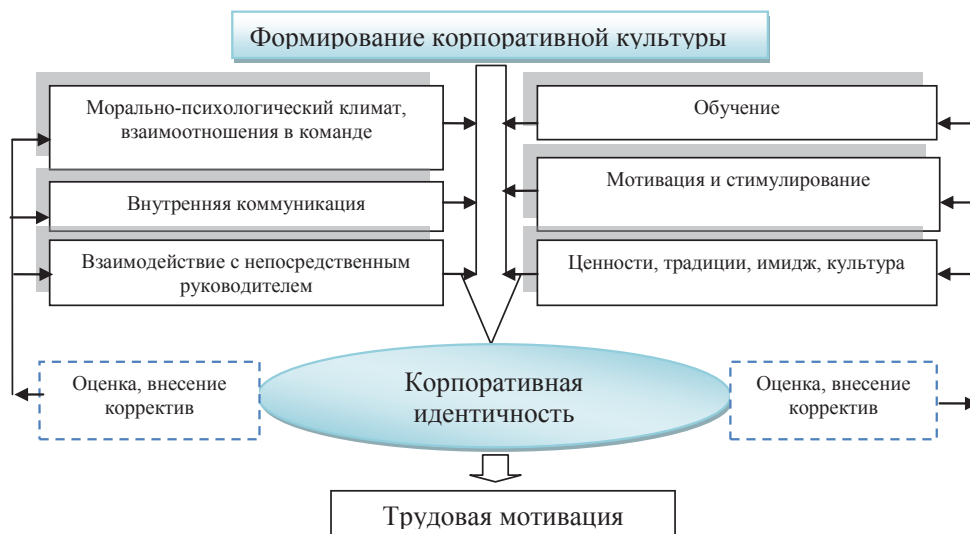 Формирование корпоративной культуры
Морально-психологический климат,
взаимоотношения в команде
Обучение
Внутренняя коммуникация
Мотивация и стимулирование
Взаимодействие с непосредственным
руководителем
Ценности, традиции, имидж, культура
Оценка, внесение
корректив
Корпоративная
идентичность
Оценка, внесение
корректив
Трудовая мотивация